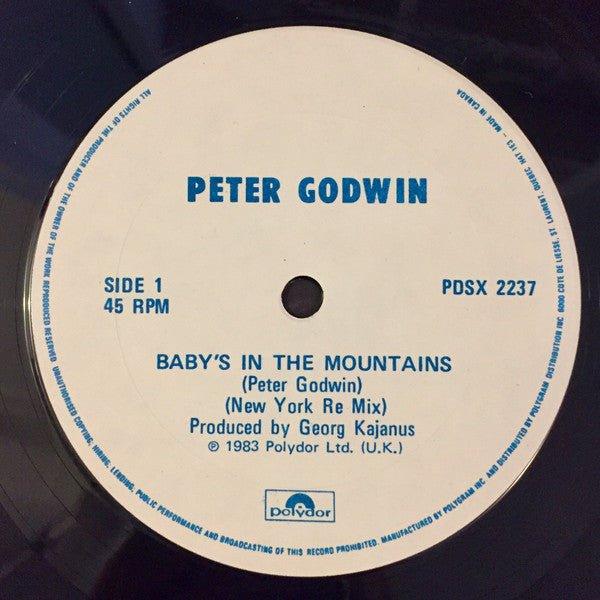 PETER GODWIN
SIDE 1
45 RPM
PDSX 2237
BABY'S IN THE MOUNTAINS
(Peter Godwin)
(New York Re Mix)
Produced by Georg Kajanus
℗ 1983 Polydor Ltd. (U.K.)
polydor
ALL RIGHTS OF THE PRODUCER AND OF THE OWNER OF THE WORK REPRODUCED RESERVED. UNAUTHORISED COPYING, HIRING, LENDING, PUBLIC PERFORMANCE AND BROADCASTING OF THIS RECORD PROHIBITED. MANUFACTURED BY POLYGRAM INC AND DISTRIBUTED BY POLYGRAM DISTRIBUTION INC 6000 COTE DE LIESSE, ST LAURENT, QUEBEC H4T 1E3 – MADE IN CANADA